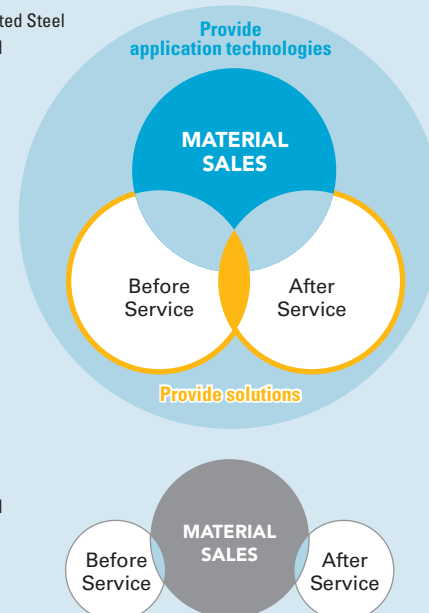 ted Steel
Provide
application technologies
MATERIAL
SALES
Before
Service
After
Service
Provide solutions
MATERIAL
SALES
Before
Service
After
Service